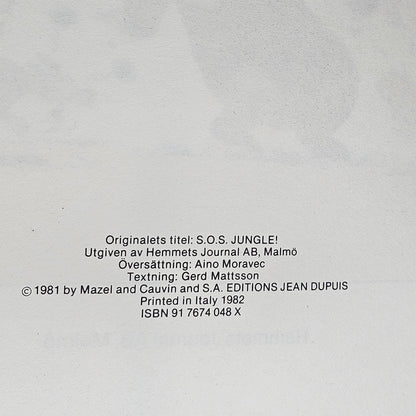 Originalets titel: S.O.S. JUNGLE!
Utgiven av Hemmets Journal AB, Malmö
Översättning: Aino Moravec
Textning: Gerd Mattsson
© 1981 by Mazel and Cauvin and S.A. EDITIONS JEAN DUPUIS
Printed in Italy 1982
ISBN 91 7674 048 X